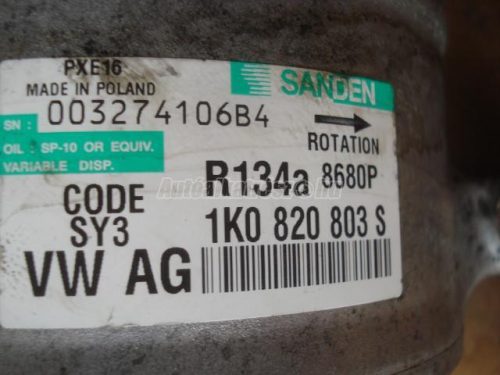 PXE16
MADE IN POLAND
SANDEN
SN : 003274106B4
ROTATION
OIL : SP-10 OR EQUIV.
VARIABLE DISP.
R134a 8680P
CODE
SY3
1K0 820 803 S
VW AG